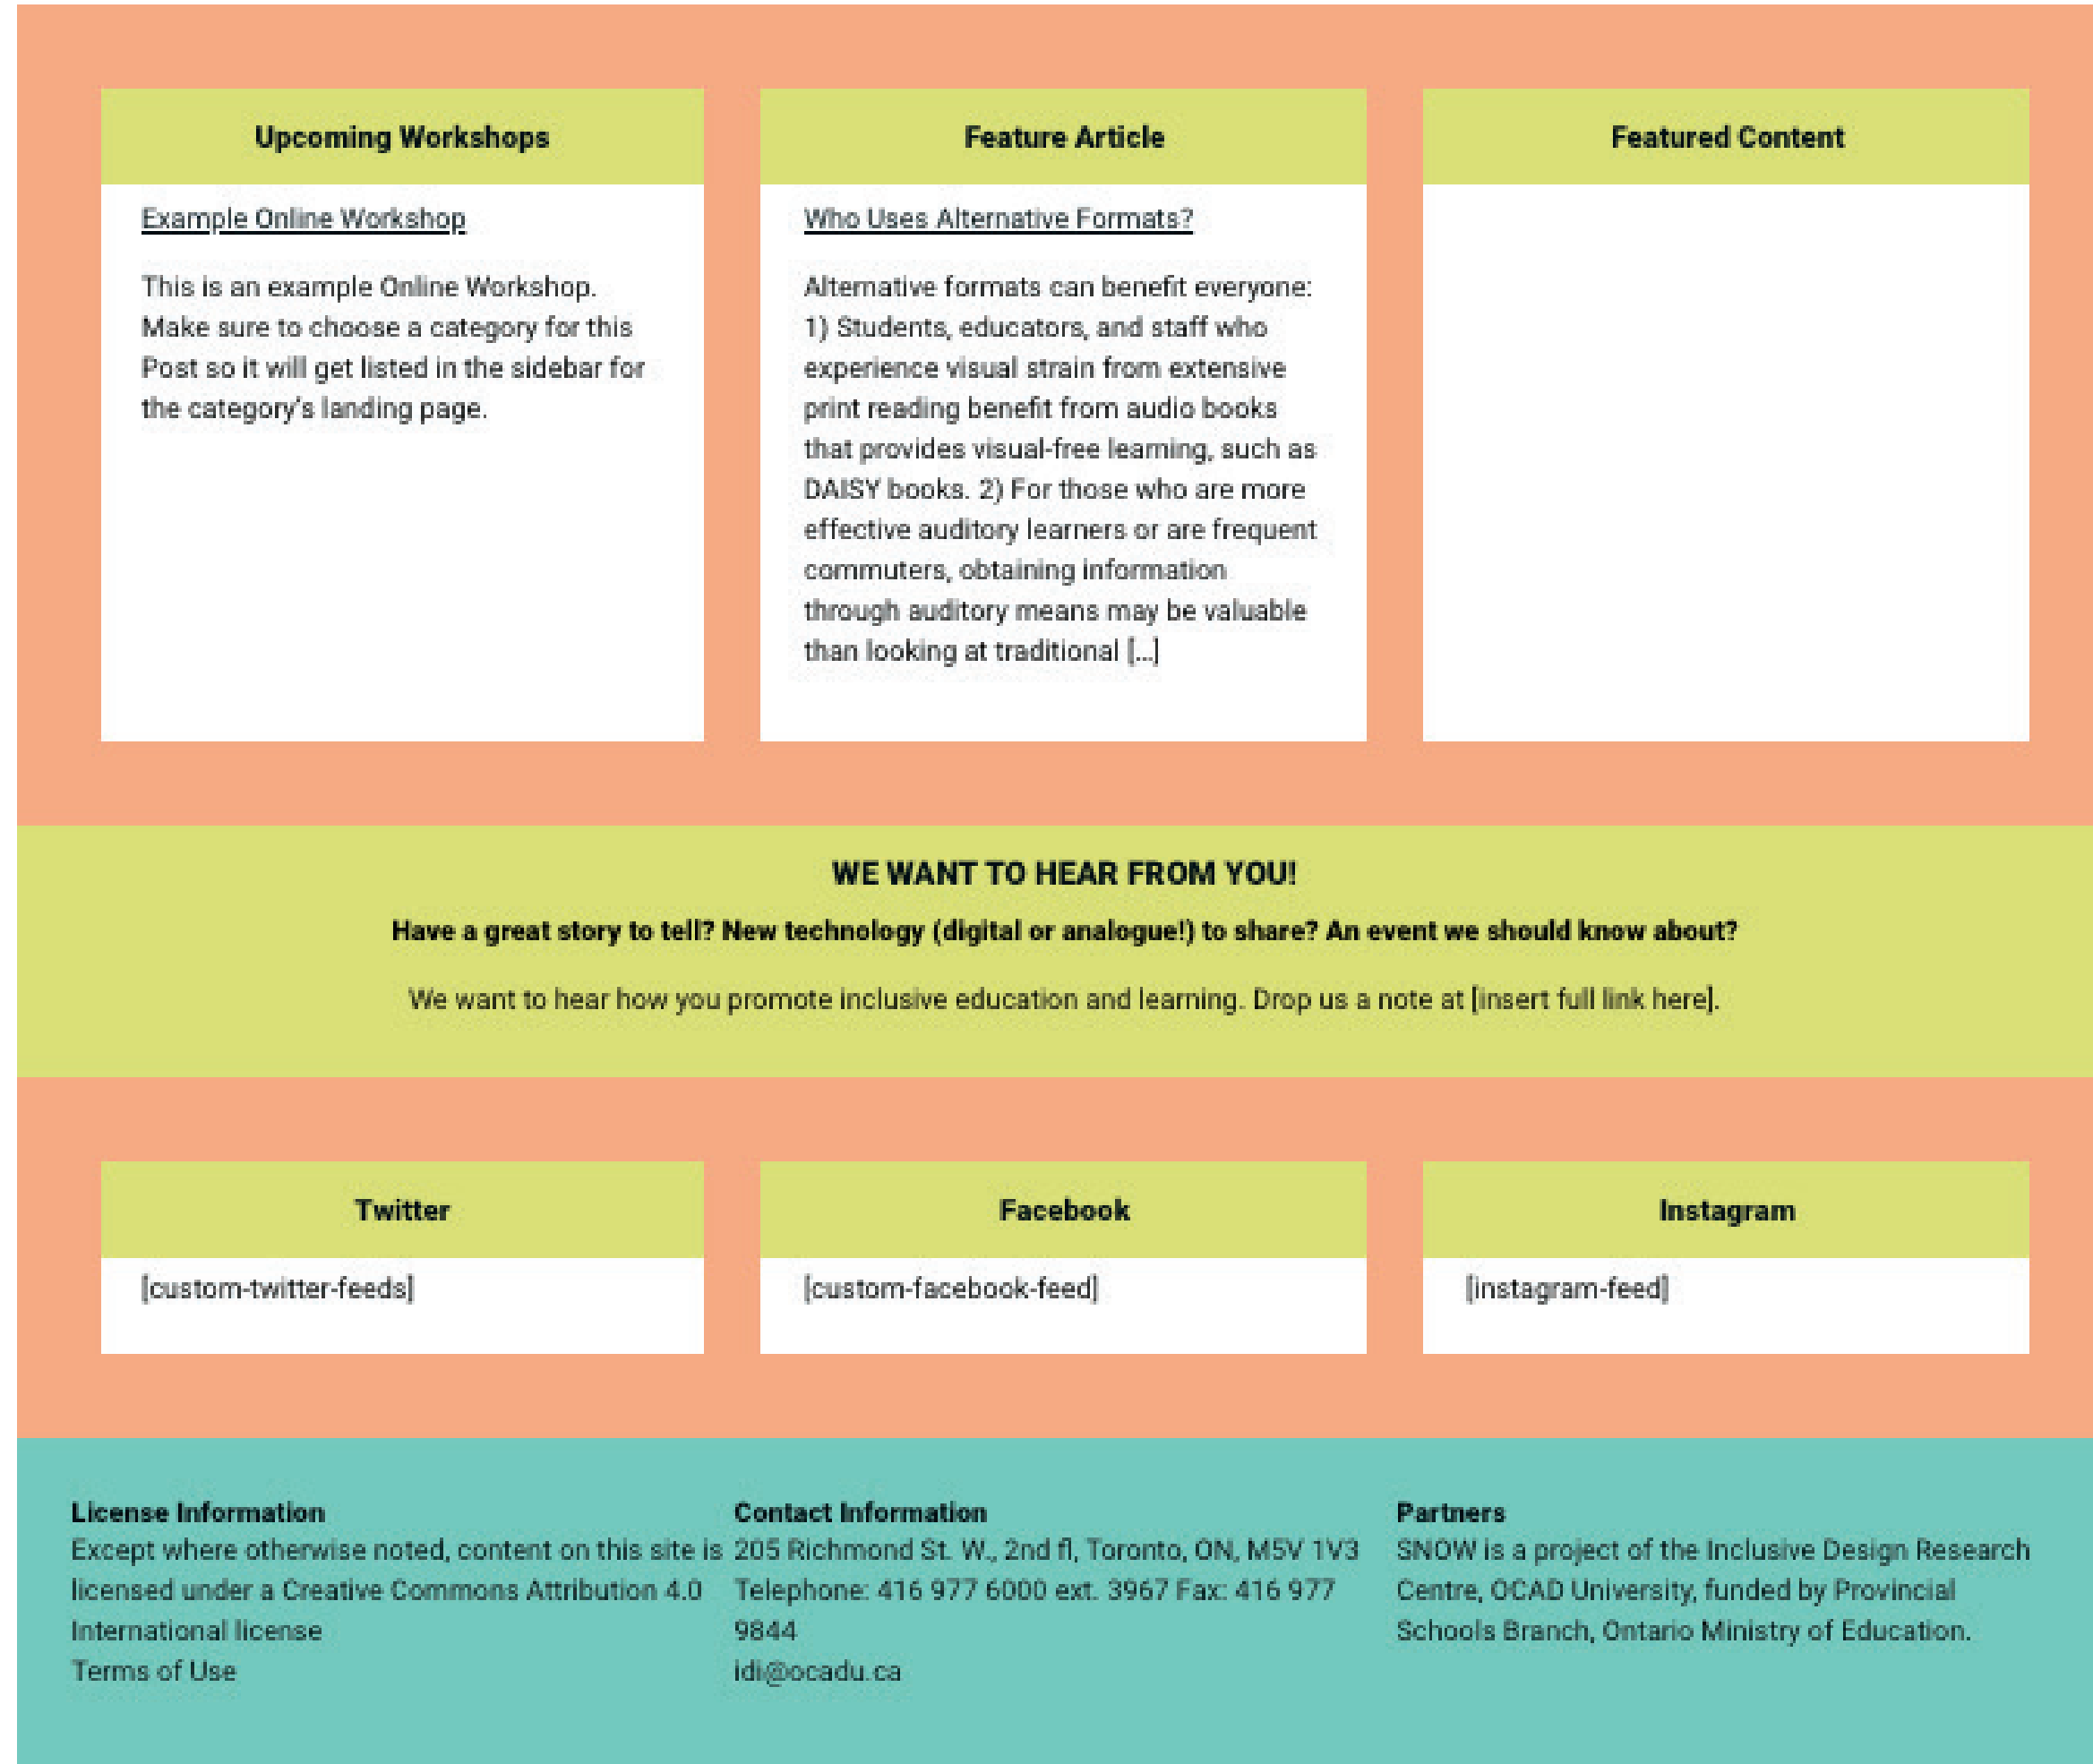 Upcoming Workshops
Example Online Workshop
This is an example Online Workshop.
Make sure to choose a category for this
Post so it will get listed in the sidebar for
the category's landing page.
Feature Article
Who Uses Alternative Formats?
Alternative formats can benefit everyone:
1) Students, educators, and staff who
experience visual strain from extensive
print reading benefit from audio books
that provides visual-free learning, such as
DAISY books. 2) For those who are more
effective auditory learners or are frequent
commuters, obtaining information
through auditory means may be valuable
than looking at traditional [...]
Featured Content
WE WANT TO HEAR FROM YOU!
Have a great story to tell? New technology (digital or analogue!) to share? An event we should know about?
We want to hear how you promote inclusive education and learning. Drop us a note at [insert full link here].
Twitter
[custom-twitter-feeds]
Facebook
[custom-facebook-feed]
Instagram
[instagram-feed]
License Information
Except where otherwise noted, content on this site is
licensed under a Creative Commons Attribution 4.0
International license
Terms of Use
Contact Information
205 Richmond St. W., 2nd fl, Toronto, ON, M5V 1V3
Telephone: 416 977 6000 ext. 3967 Fax: 416 977
9844
idi@ocadu.ca
Partners
SNOW is a project of the Inclusive Design Research
Centre, OCAD University, funded by Provincial
Schools Branch, Ontario Ministry of Education.